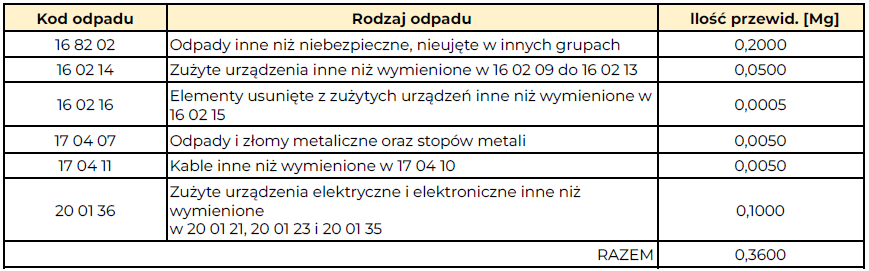 Kod odpadu Rodzaj odpadu Ilość przewid. [Mg]
16 82 02 Odpady inne niż niebezpieczne, nieujęte w innych grupach 0,2000
16 02 14 Zużyte urządzenia inne niż wymienione w 16 02 09 do 16 02 13 0,0500
16 02 16 Elementy usunięte z zużytych urządzeń inne niż wymienione w
16 02 15 0,0005
17 04 07 Odpady i złomy metaliczne oraz stopów metali 0,0050
17 04 11 Kable inne niż wymienione w 17 04 10 0,0050
20 01 36 Zużyte urządzenia elektryczne i elektroniczne inne niż
wymienione
w 20 01 21, 20 01 23 i 20 01 35 0,1000
RAZEM 0,3600